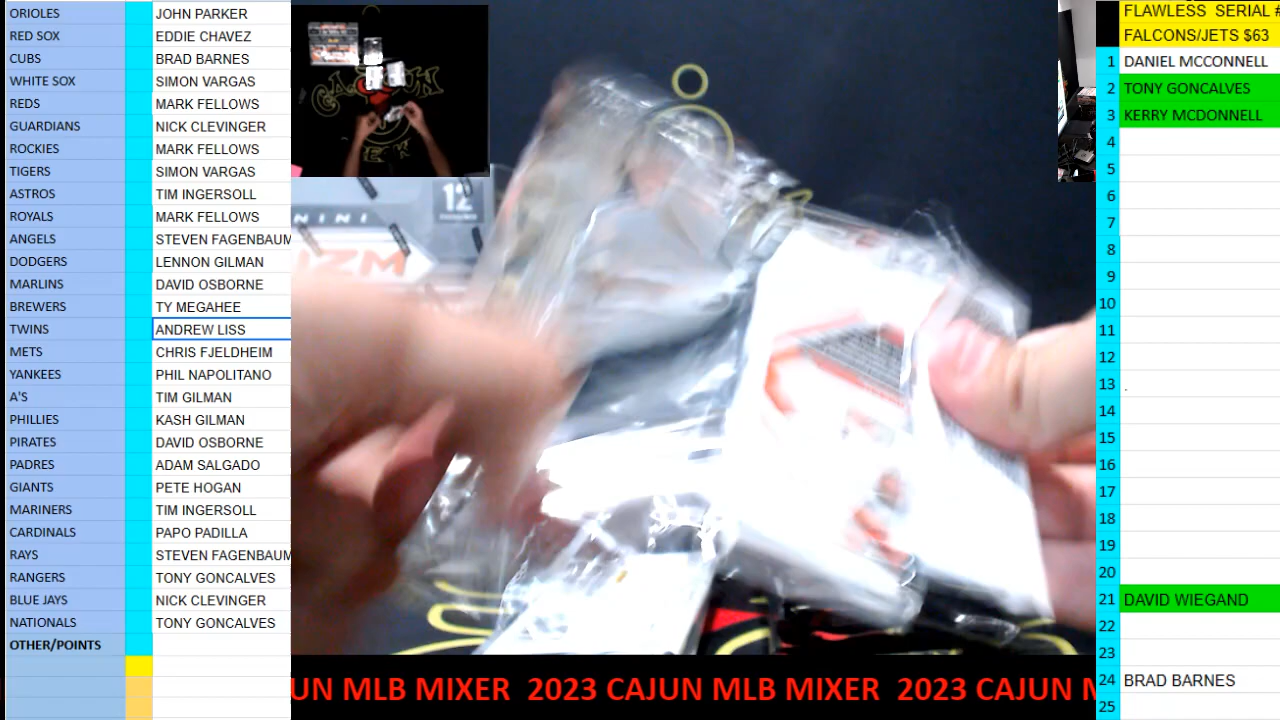 ORIOLES JOHN PARKER
RED SOX EDDIE CHAVEZ
CUBS BRAD BARNES
WHITE SOX SIMON VARGAS
REDS MARK FELLOWS
GUARDIANS NICK CLEVINGER
ROCKIES MARK FELLOWS
TIGERS SIMON VARGAS
ASTROS TIM INGERSOLL
ROYALS MARK FELLOWS
ANGELS STEVEN FAGENBAUM
DODGERS LENNON GILMAN
MARLINS DAVID OSBORNE
BREWERS TY MEGAHEE
TWINS ANDREW LISS
METS CHRIS FJELDHEIM
YANKEES PHIL NAPOLITANO
A'S TIM GILMAN
PHILLIES KASH GILMAN
PIRATES DAVID OSBORNE
PADRES ADAM SALGADO
GIANTS PETE HOGAN
MARINERS TIM INGERSOLL
CARDINALS PAPO PADILLA
RAYS STEVEN FAGENBAUM
RANGERS TONY GONCALVES
BLUE JAYS NICK CLEVINGER
NATIONALS TONY GONCALVES
OTHER/POINTS
12
NINI
IZM
UN MLB MIXER 2023 CAJUN MLB MIXER 2023 CAJUN M
FLAWLESS SERIAL #
FALCONS/JETS $63
1 DANIEL MCCONNELL
2 TONY GONCALVES
3 KERRY MCDONNELL
4
5
6
7
8
9
10
11
12
13
14
15
16
17
18
19
20
21 DAVID WIEGAND
22
23
24 BRAD BARNES
25